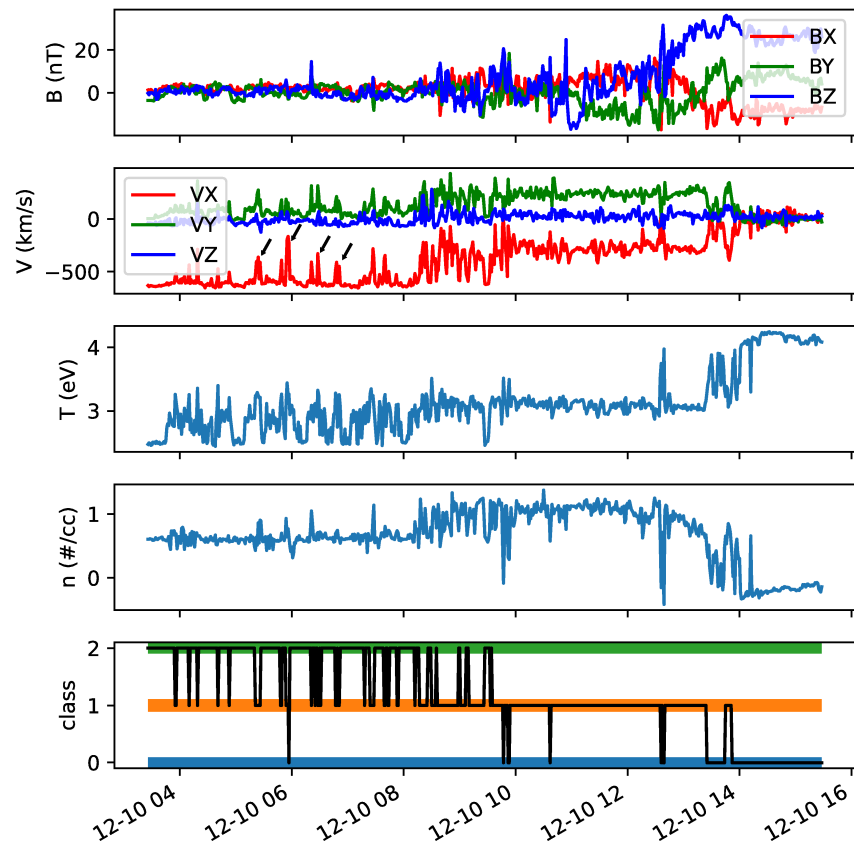 B (nT)
20
0
BX
BY
BZ
V (km/s)
0
−500
VX
VY
VZ
T (eV)
4
3
n (#/cc)
1
0
class
2
1
0
12-10 04
12-10 06
12-10 08
12-10 10
12-10 12
12-10 14
12-10 16